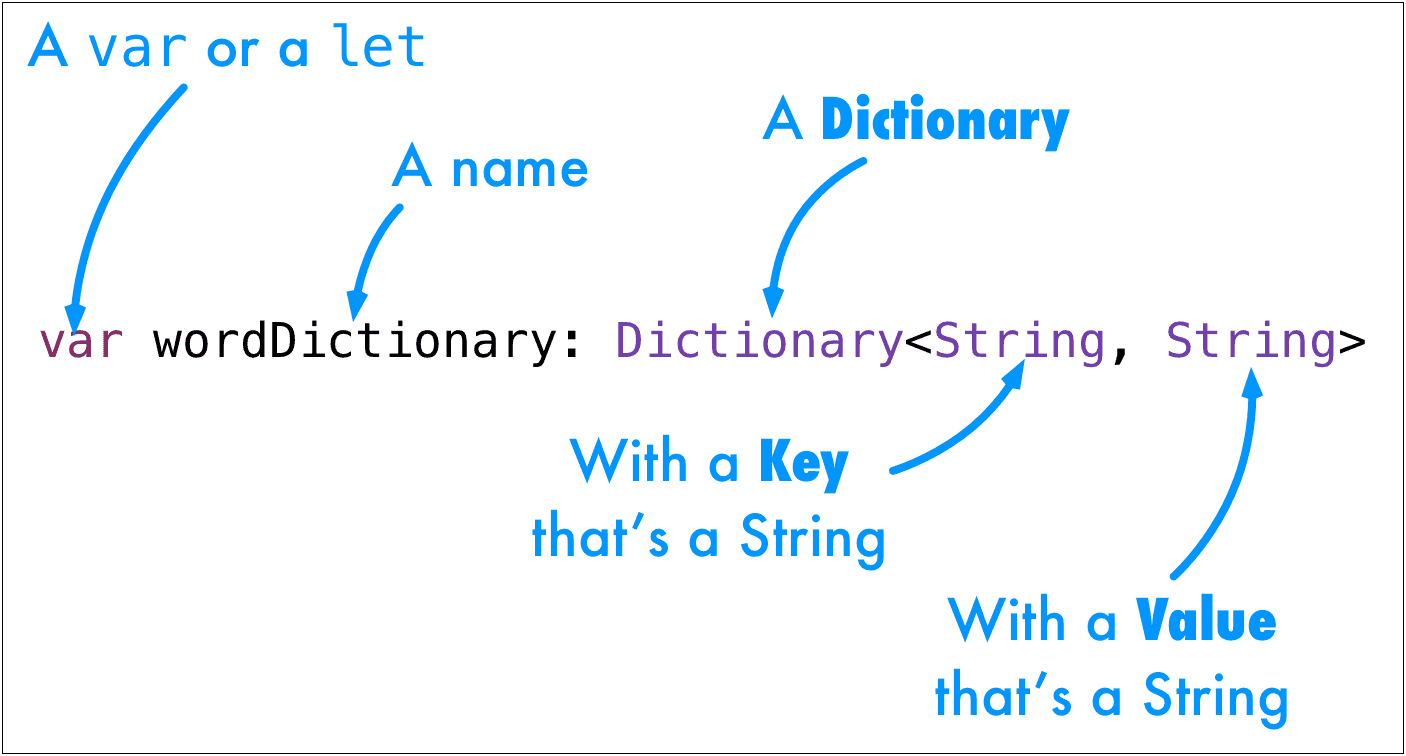 A var or a let
A Dictionary
A name
var wordDictionary: Dictionary<String, String>
With a Key
that’s a String
With a Value
that’s a String